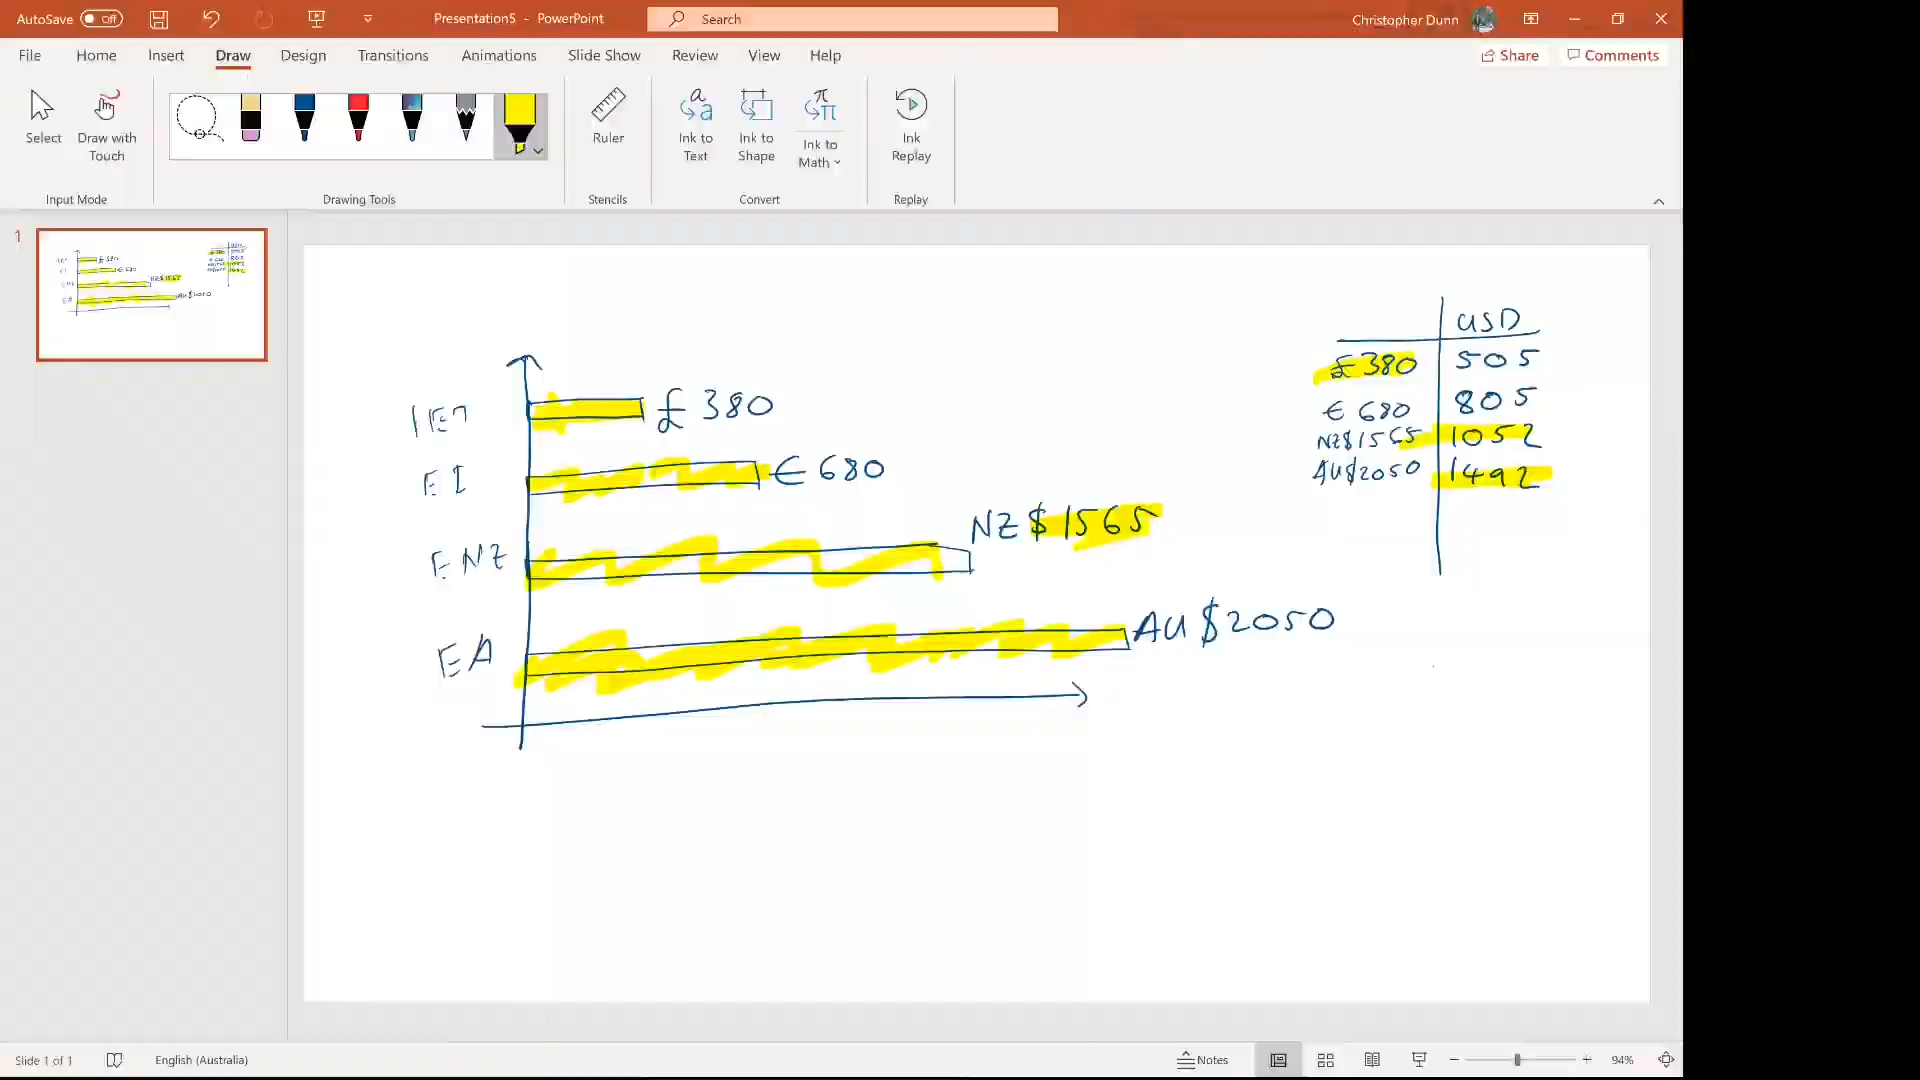 AutoSave Off Presentation5 - PowerPoint Search Christopher Dunn
File Home Insert Draw Design Transitions Animations Slide Show Review View Help Share Comments
Select
Draw with Touch
Ruler
Ink to Text
Ink to Shape
Ink to Math
Ink Replay
Input Mode Drawing Tools Stencils Convert Replay
1
USD
£380 505
€ 680 805
NZ$1565 1052
AU$2050 1492
£ 380
EI € 680
ENZ NZ $1565
EA AU $2050
Slide 1 of 1 English (Australia) Notes 94%